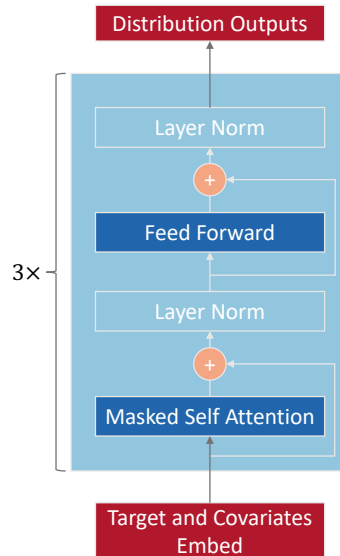 Distribution Outputs
Layer Norm
+
Feed Forward
3×
Layer Norm
+
Masked Self Attention
Target and Covariates
Embed